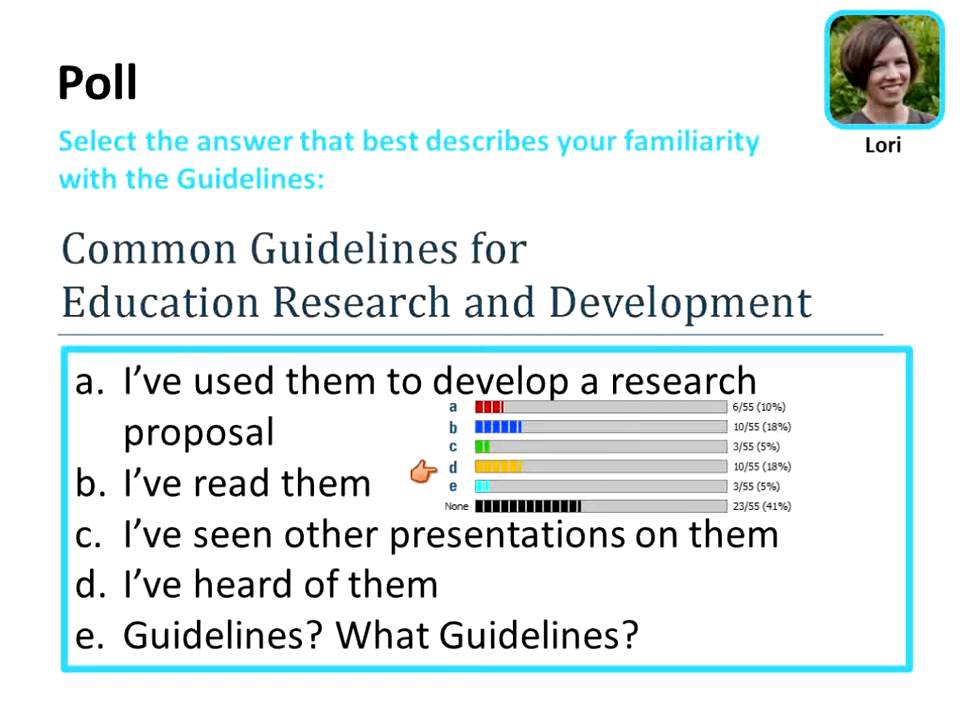 Poll
Lori
Select the answer that best describes your familiarity
with the Guidelines:
Common Guidelines for
Education Research and Development
a. I’ve used them to develop a research
proposal
b. I’ve read them
c. I’ve seen other presentations on them
d. I’ve heard of them
e. Guidelines? What Guidelines?
a 6/55 (10%)
b 10/55 (18%)
c 3/55 (5%)
d 10/55 (18%)
e 3/55 (5%)
None 23/55 (41%)